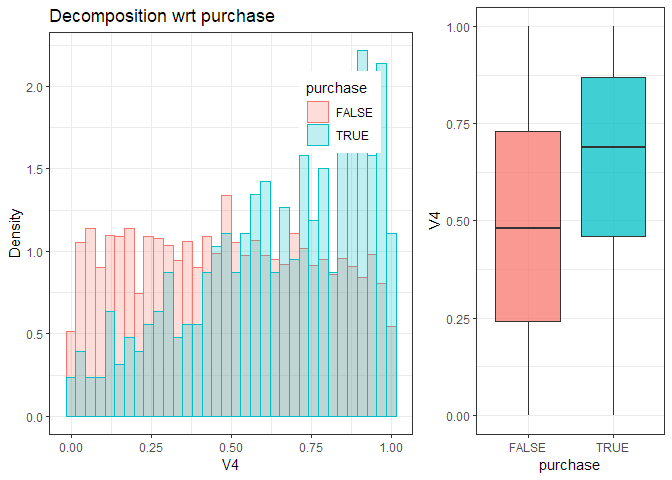 Decomposition wrt purchase
Density
2.0
1.5
1.0
0.5
0.0
purchase
FALSE
TRUE
0.00 0.25 0.50 0.75 1.00
V4
V4
1.00
0.75
0.50
0.25
0.00
FALSE TRUE
purchase